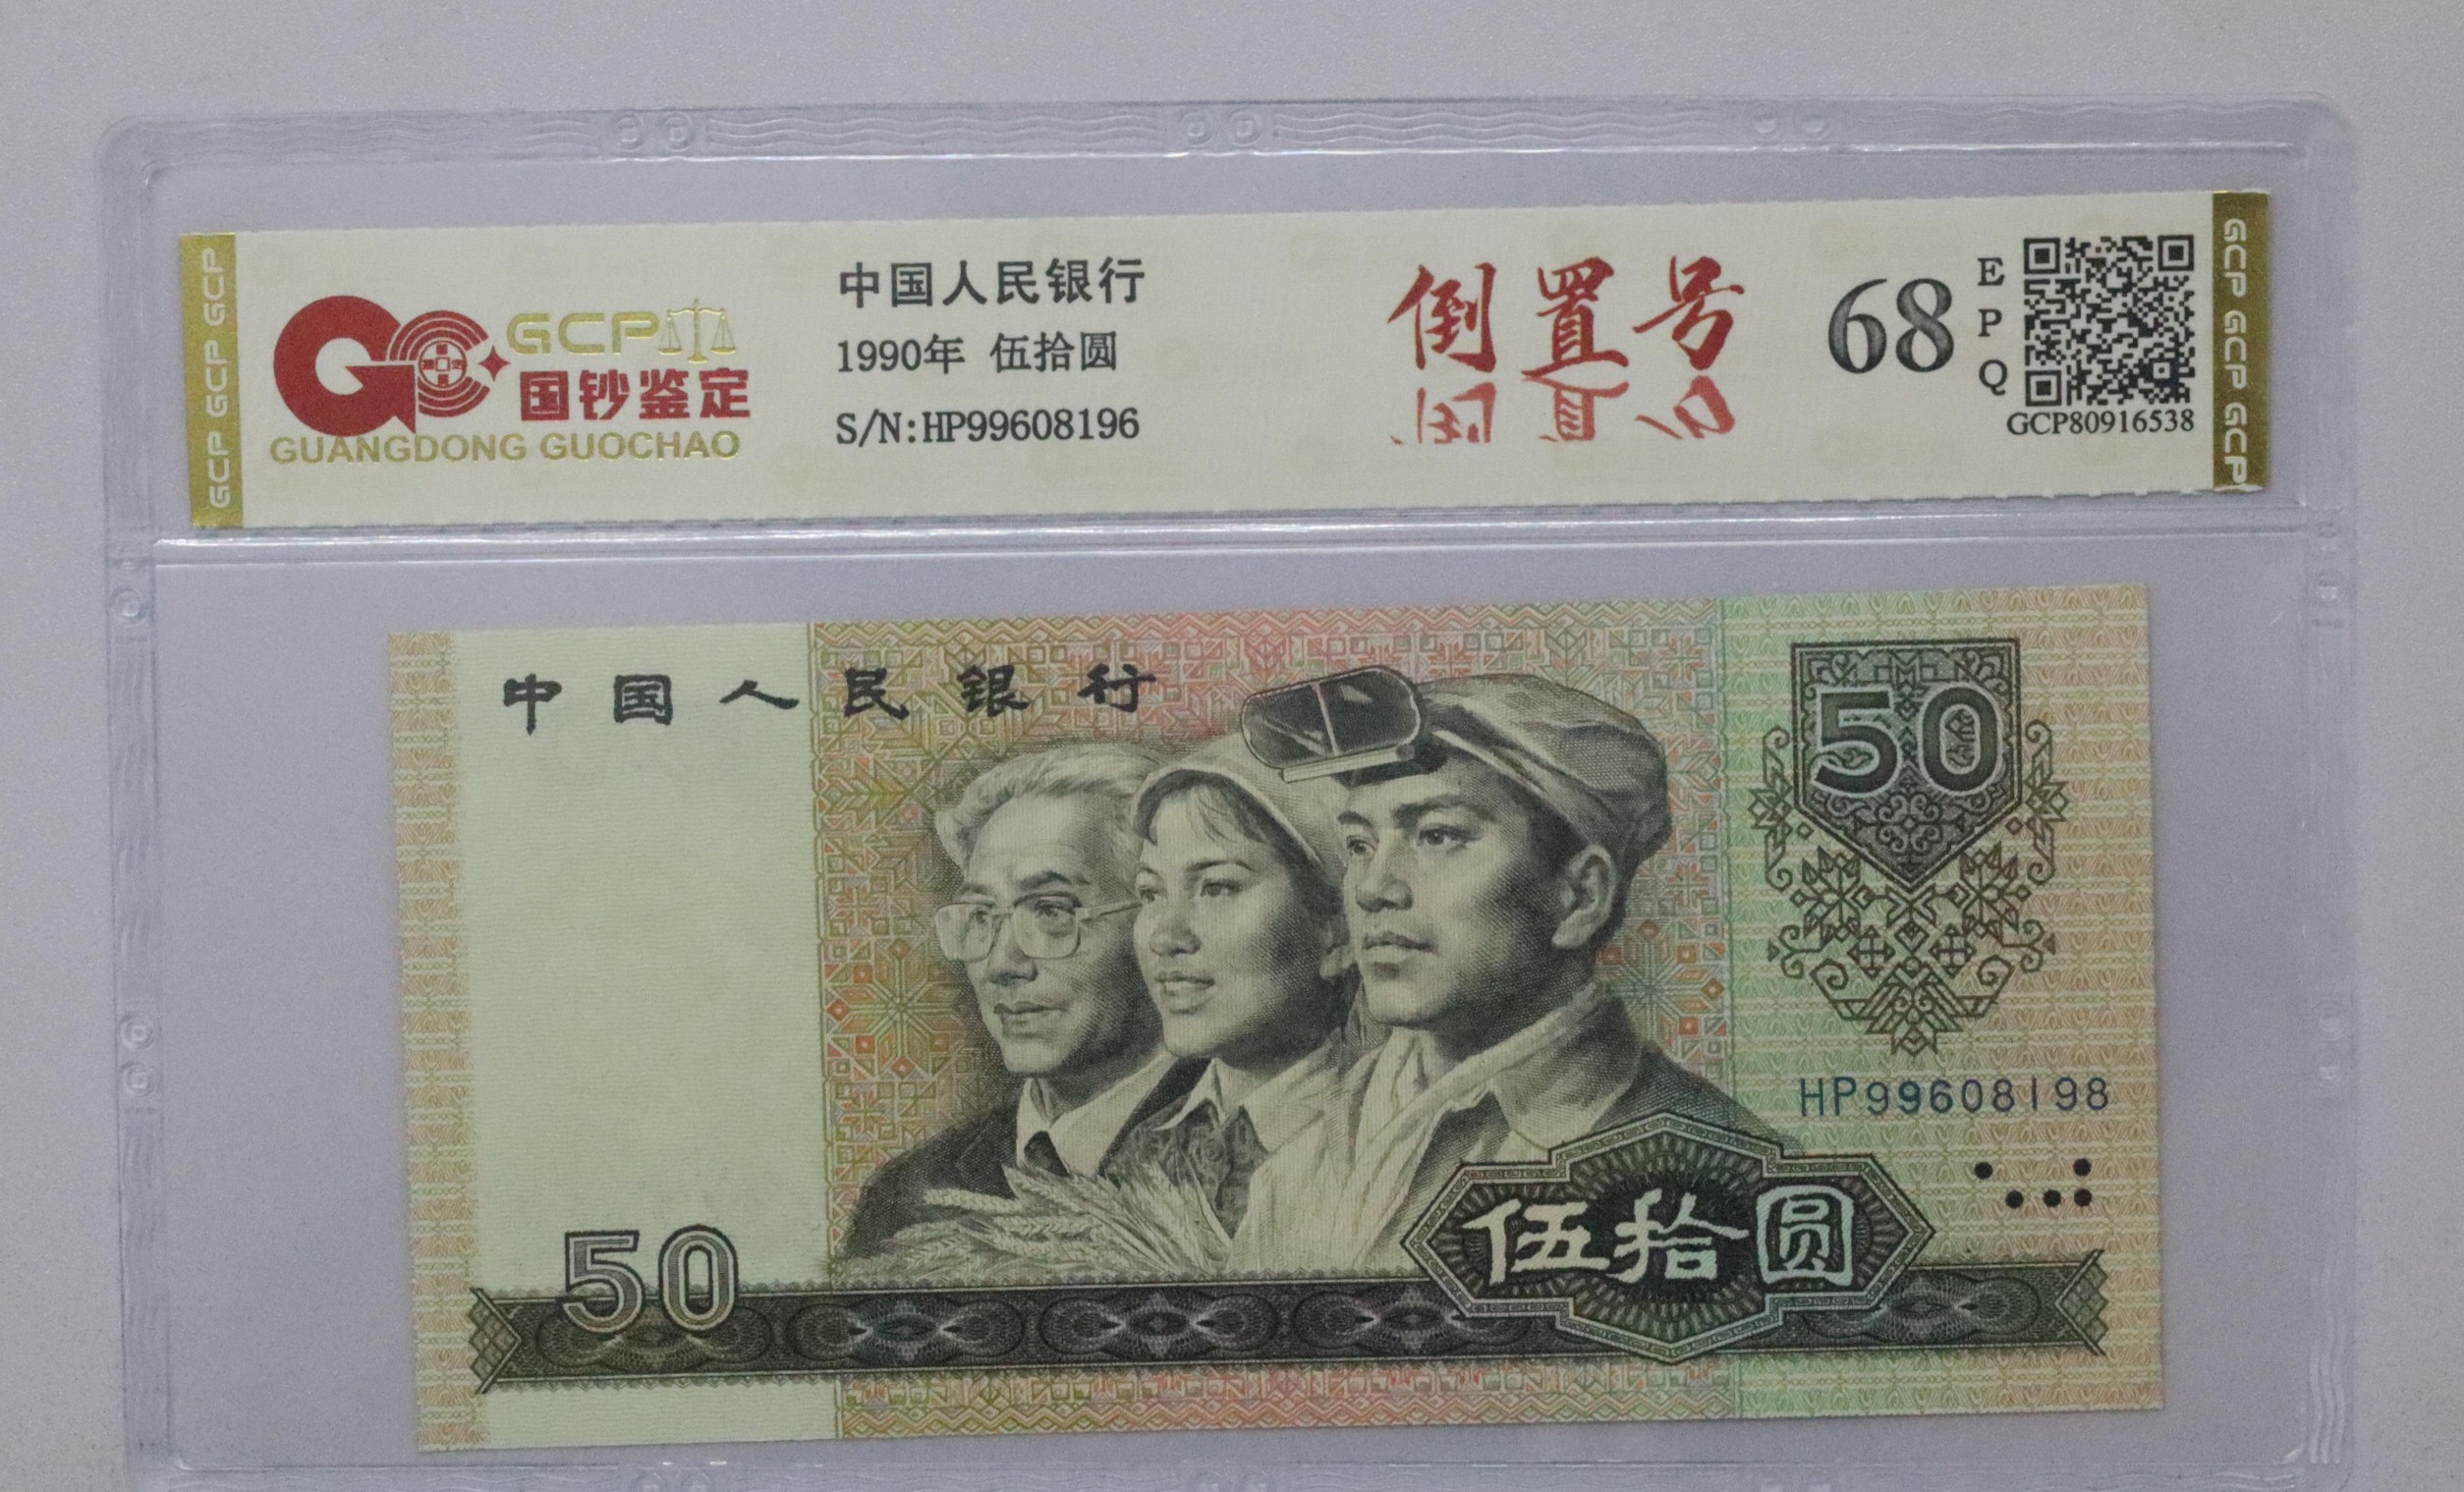 GCP GCP GCP
GCP
国钞鉴定
GUANGDONG GUOCHAO
中国人民银行
1990年 伍拾圆
S/N:HP99608196
倒置号
68
EPQ
GCP80916538
GCP GCP GCP
中国人民银行
50
HP99608198
50
伍拾圆